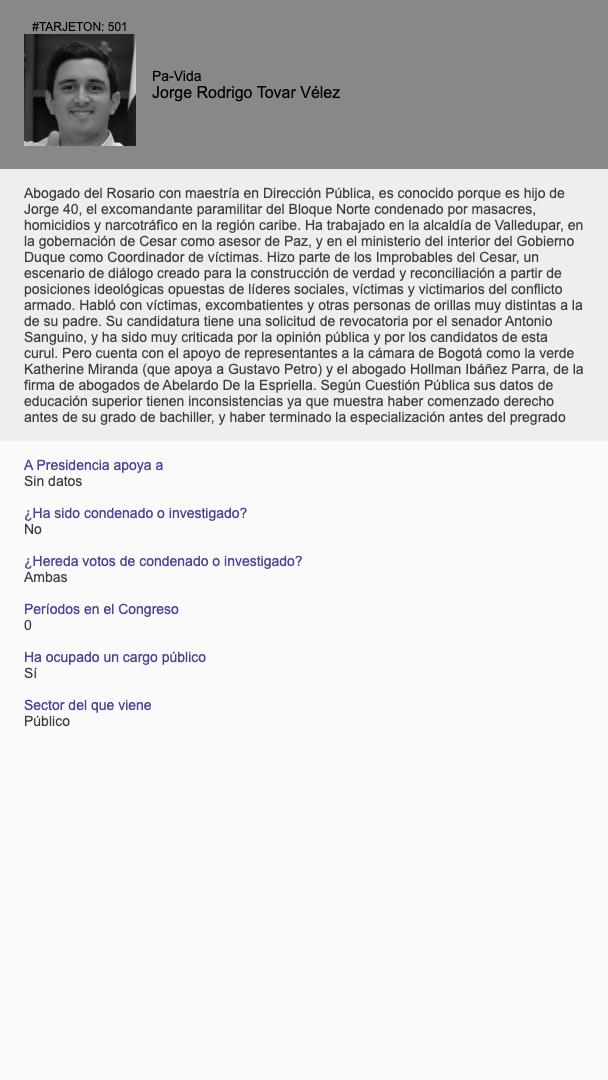 #TARJETON: 501
Pa-Vida
Jorge Rodrigo Tovar Vélez
Abogado del Rosario con maestría en Dirección Pública, es conocido porque es hijo de
Jorge 40, el excomandante paramilitar del Bloque Norte condenado por masacres,
homicidios y narcotráfico en la región caribe. Ha trabajado en la alcaldía de Valledupar, en
la gobernación de Cesar como asesor de Paz, y en el ministerio del interior del Gobierno
Duque como Coordinador de víctimas. Hizo parte de los Improbables del Cesar, un
escenario de diálogo creado para la construcción de verdad y reconciliación a partir de
posiciones ideológicas opuestas de líderes sociales, víctimas y victimarios del conflicto
armado. Habló con víctimas, excombatientes y otras personas de orillas muy distintas a la
de su padre. Su candidatura tiene una solicitud de revocatoria por el senador Antonio
Sanguino, y ha sido muy criticada por la opinión pública y por los candidatos de esta
curul. Pero cuenta con el apoyo de representantes a la cámara de Bogotá como la verde
Katherine Miranda (que apoya a Gustavo Petro) y el abogado Hollman Ibáñez Parra, de la
firma de abogados de Abelardo De la Espriella. Según Cuestión Pública sus datos de
educación superior tienen inconsistencias ya que muestra haber comenzado derecho
antes de su grado de bachiller, y haber terminado la especialización antes del pregrado
A Presidencia apoya a
Sin datos
¿Ha sido condenado o investigado?
No
¿Hereda votos de condenado o investigado?
Ambas
Períodos en el Congreso
0
Ha ocupado un cargo público
Sí
Sector del que viene
Público